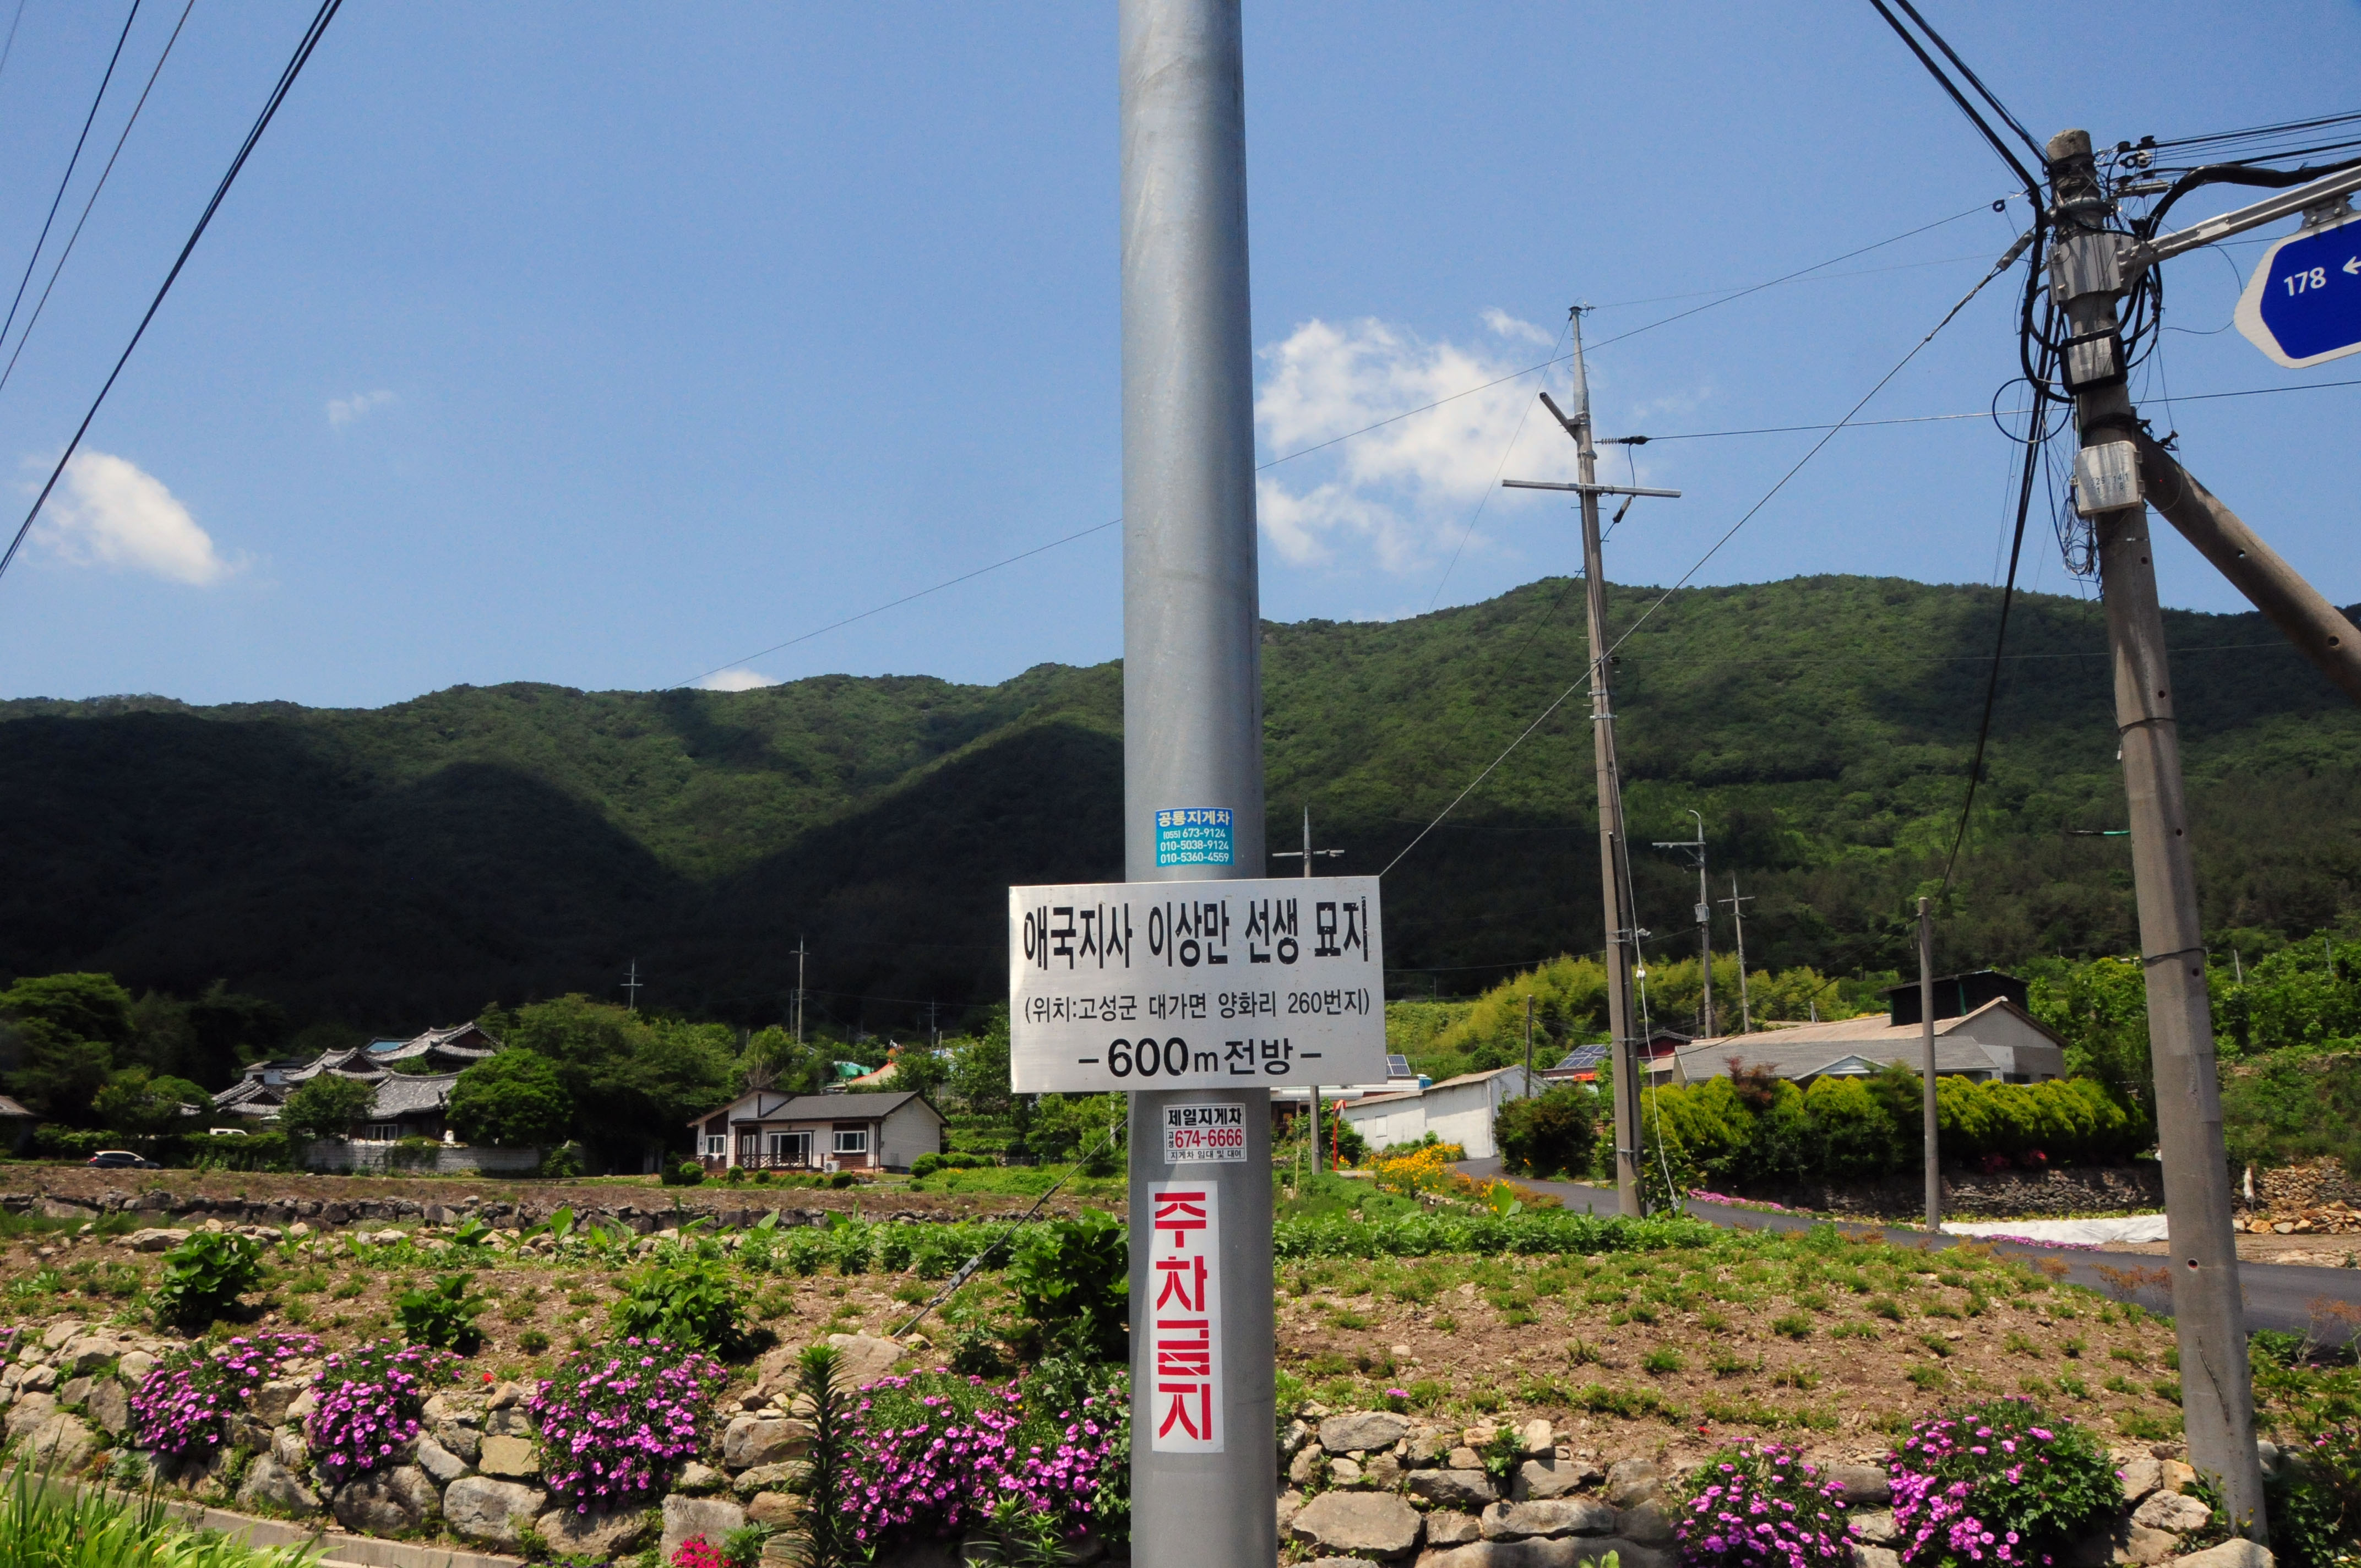 178 ←
공룡지게차
(055) 673-9124
010-5038-9124
010-5360-4559
애국지사 이상만 선생 묘지
(위치:고성군 대가면 양화리 260번지)
-600m전방-
제일지게차
고성 674-6666
지게차 임대 및 대여
주차금지